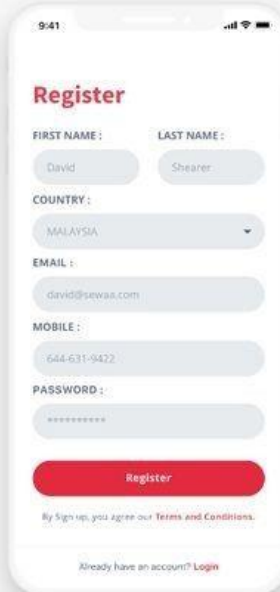 9:41
Register
FIRST NAME : LAST NAME :
David Shearer
COUNTRY :
MALAYSIA
EMAIL :
david@sewaa.com
MOBILE :
644-631-9422
PASSWORD :
**********
Register
By Sign up, you agree our Terms and Conditions.
Already have an account? Login